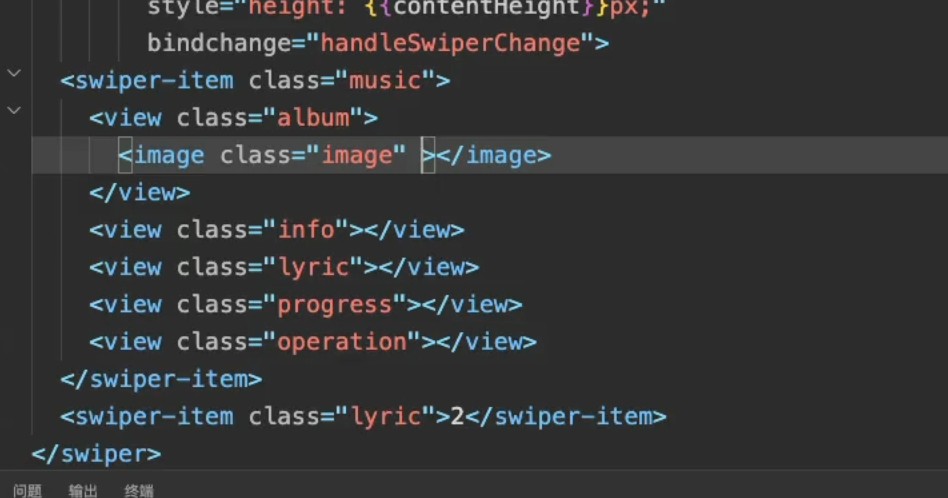 style="height: {{contentHeight}}px;"
bindchange="handleSwiperChange">
<swiper-item class="music">
<view class="album">
<image class="image" ></image>
</view>
<view class="info"></view>
<view class="lyric"></view>
<view class="progress"></view>
<view class="operation"></view>
</swiper-item>
<swiper-item class="lyric">2</swiper-item>
</swiper>
问题 输出 终端